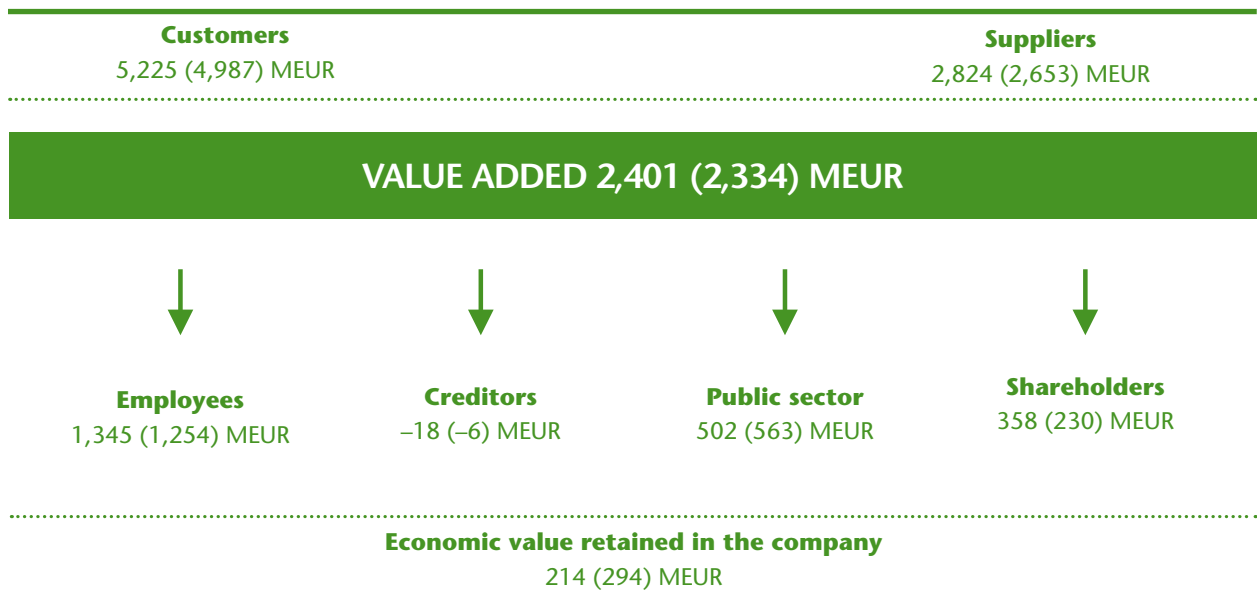 Customers
5,225 (4,987) MEUR
Suppliers
2,824 (2,653) MEUR
VALUE ADDED 2,401 (2,334) MEUR
Employees
1,345 (1,254) MEUR
Creditors
–18 (–6) MEUR
Public sector
502 (563) MEUR
Shareholders
358 (230) MEUR
Economic value retained in the company
214 (294) MEUR